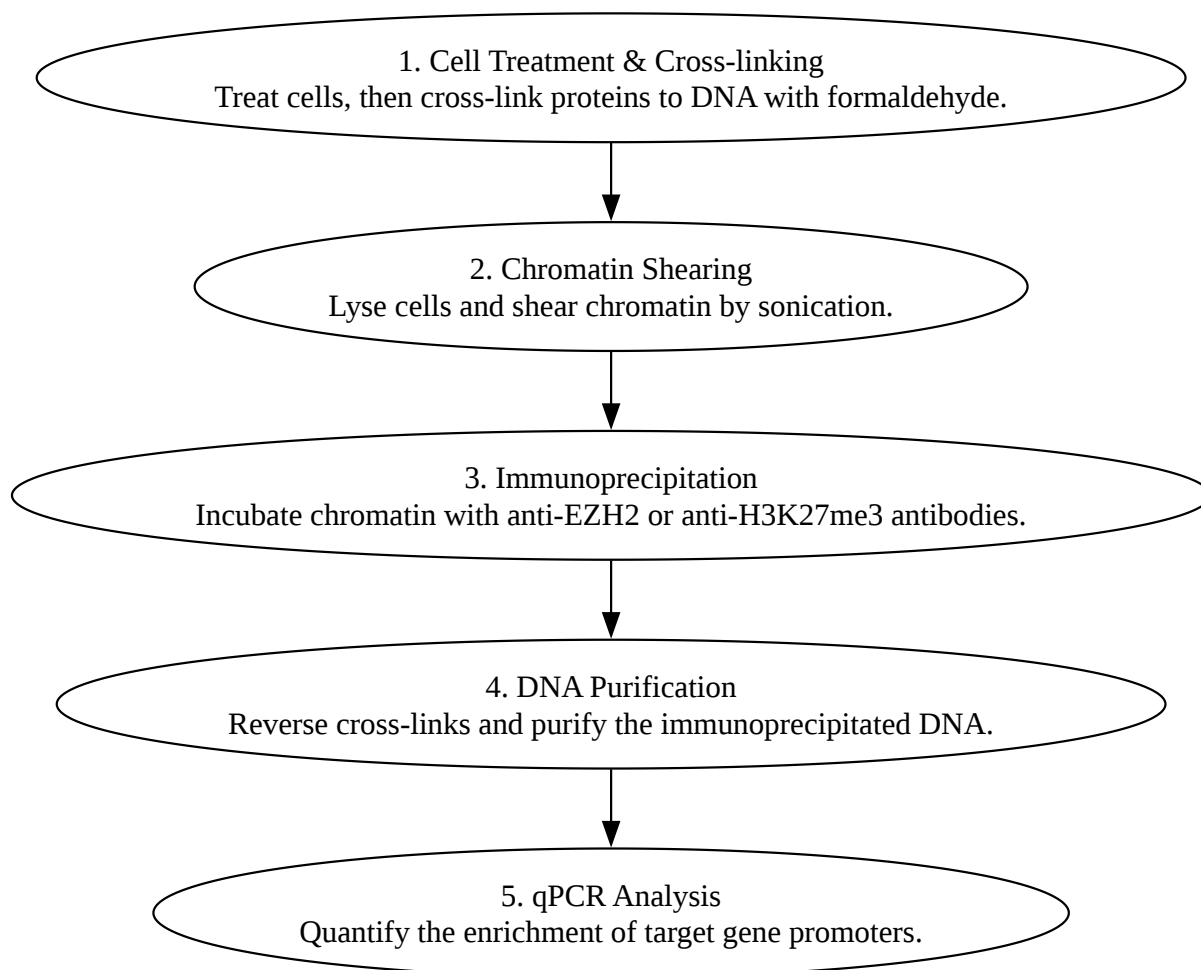 1. Cell Treatment & Cross-linking
Treat cells, then cross-link proteins to DNA with formaldehyde.
2. Chromatin Shearing
Lyse cells and shear chromatin by sonication.
3. Immunoprecipitation
Incubate chromatin with anti-EZH2 or anti-H3K27me3 antibodies.
4. DNA Purification
Reverse cross-links and purify the immunoprecipitated DNA.
5. qPCR Analysis
Quantify the enrichment of target gene promoters.